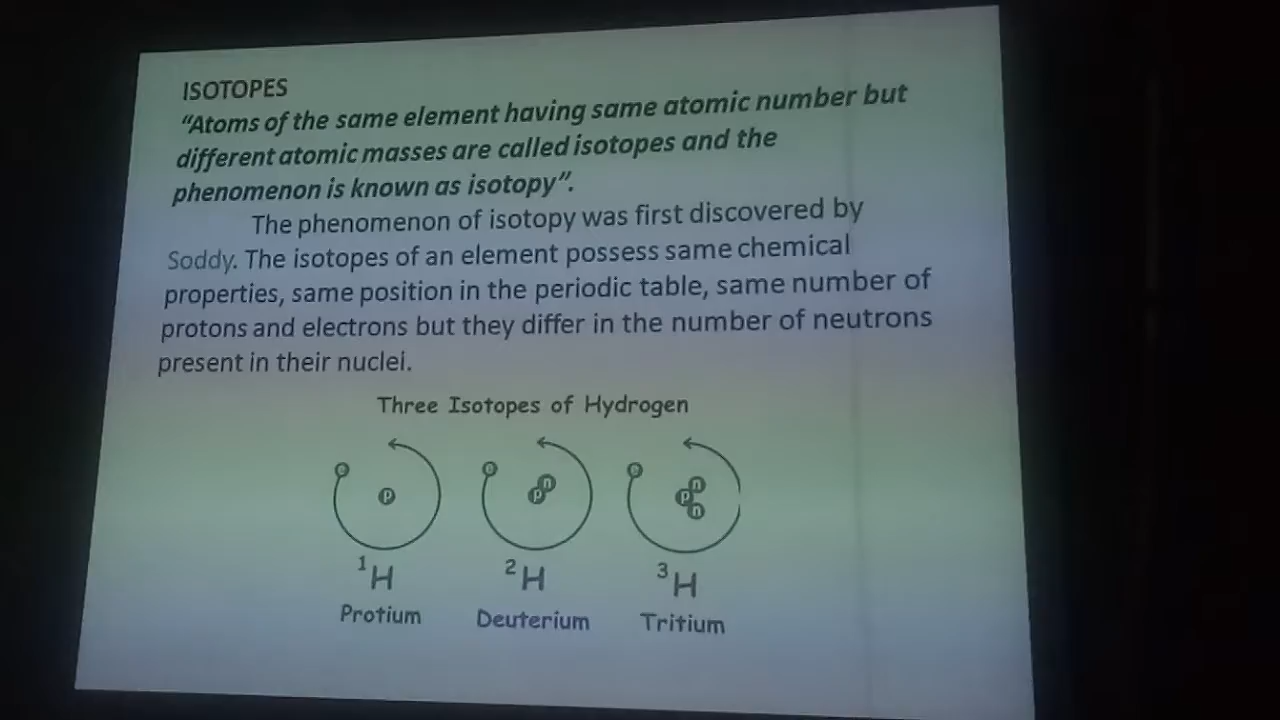 ISOTOPES
“Atoms of the same element having same atomic number but
different atomic masses are called isotopes and the
phenomenon is known as isotopy”.
The phenomenon of isotopy was first discovered by
Soddy. The isotopes of an element possess same chemical
properties, same position in the periodic table, same number of
protons and electrons but they differ in the number of neutrons
present in their nuclei.
Three Isotopes of Hydrogen
p
n
p
n
p
n
¹H
²H
³H
Protium
Deuterium
Tritium